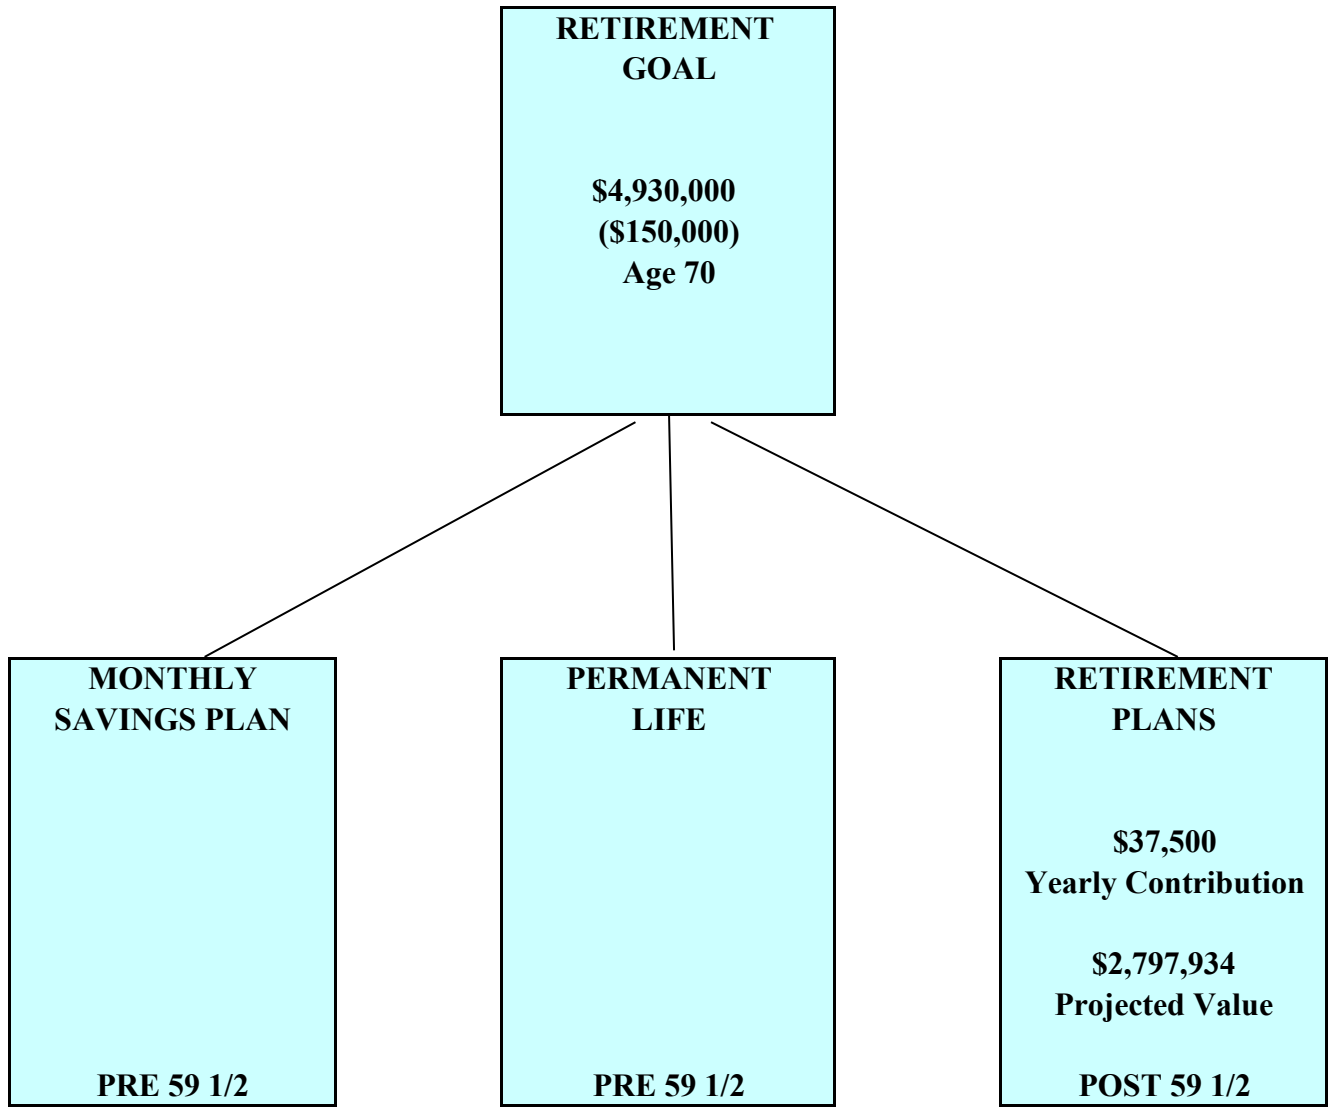 RETIREMENT
GOAL
$4,930,000
($150,000)
Age 70
MONTHLY
SAVINGS PLAN
PRE 59 1/2
PERMANENT
LIFE
PRE 59 1/2
RETIREMENT
PLANS
$37,500
Yearly Contribution
$2,797,934
Projected Value
POST 59 1/2